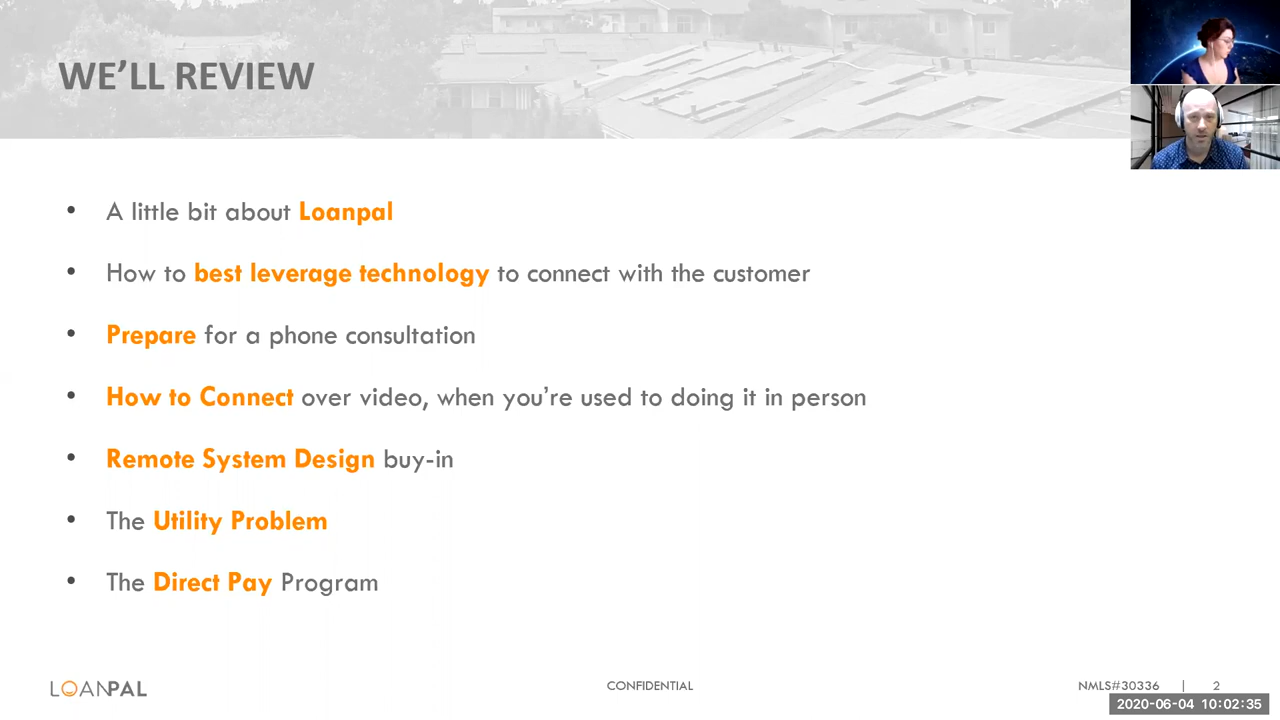 WE’LL REVIEW
• A little bit about Loanpal
• How to best leverage technology to connect with the customer
• Prepare for a phone consultation
• How to Connect over video, when you’re used to doing it in person
• Remote System Design buy-in
• The Utility Problem
• The Direct Pay Program
LOANPAL
CONFIDENTIAL
NMLS#30336 | 2
2020-06-04 10:02:35